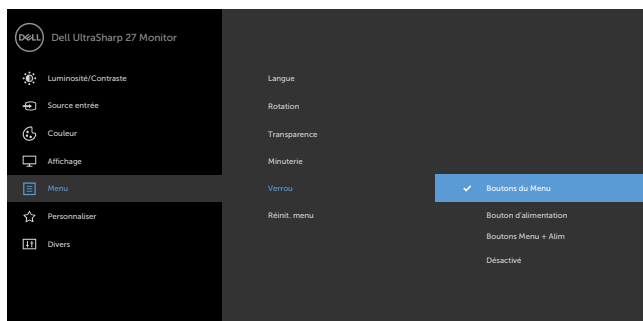 DELL Dell UltraSharp 27 Monitor
Luminosité/Contraste
Source entrée
Couleur
Affichage
Menu
Personnaliser
Divers
Langue
Rotation
Transparence
Minuterie
Verrou
Réinit. menu
Boutons du Menu
Bouton d'alimentation
Boutons Menu + Alim
Désactivé